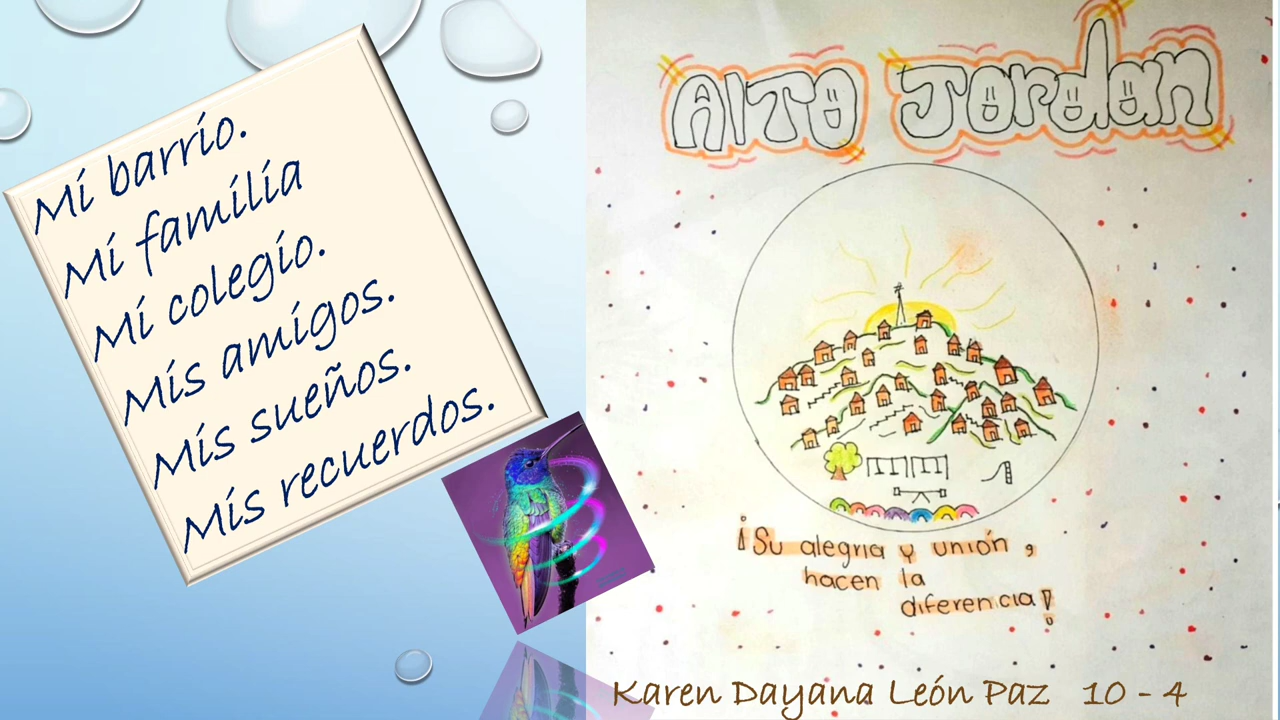 Mi barrio.
Mi familia
Mi colegio.
Mis amigos.
Mis sueños.
Mis recuerdos.
Alto Jordan
¡Su alegria y unión,
hacen la
diferencia!
Karen Dayana León Paz 10 - 4